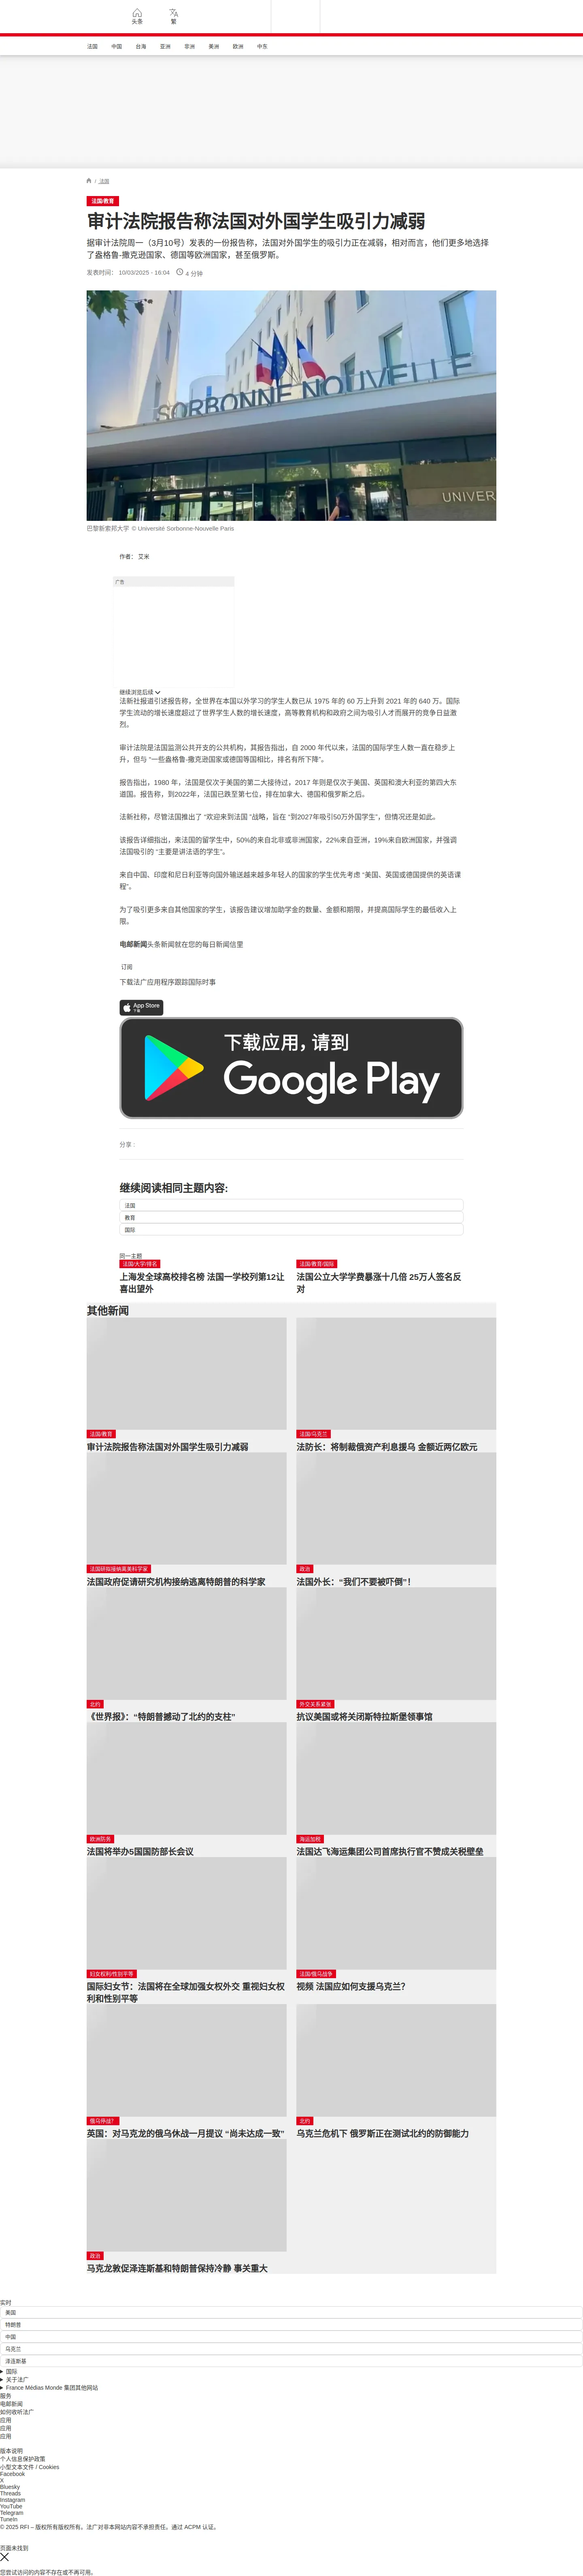 头条
繁
法国
中国
台海
亚洲
非洲
美洲
欧洲
中东
/ 法国
法国/教育
审计法院报告称法国对外国学生吸引力减弱
据审计法院周一（3月10号）发表的一份报告称，法国对外国学生的吸引力正在减弱，相对而言，他们更多地选择
了盎格鲁-撒克逊国家、德国等欧洲国家，甚至俄罗斯。
发表时间： 10/03/2025 - 16:04 4 分钟
SORBONNE NOUVELLE
UNIVER
巴黎新索邦大学 © Université Sorbonne-Nouvelle Paris
作者： 艾米
广告
继续浏览后续
法新社报道引述报告称，全世界在本国以外学习的学生人数已从 1975 年的 60 万上升到 2021 年的 640 万。国际
学生流动的增长速度超过了世界学生人数的增长速度，高等教育机构和政府之间为吸引人才而展开的竞争日益激
烈。
审计法院是法国监测公共开支的公共机构，其报告指出，自 2000 年代以来，法国的国际学生人数一直在稳步上
升，但与 “一些盎格鲁-撒克逊国家或德国等国相比，排名有所下降”。
报告指出，1980 年，法国是仅次于美国的第二大接待过，2017 年则是仅次于美国、英国和澳大利亚的第四大东
道国。报告称，到2022年，法国已跌至第七位，排在加拿大、德国和俄罗斯之后。
法新社称，尽管法国推出了 “欢迎来到法国 “战略，旨在 “到2027年吸引50万外国学生”，但情况还是如此。
该报告详细指出，来法国的留学生中，50%的来自北非或非洲国家，22%来自亚洲，19%来自欧洲国家，并强调
法国吸引的 “主要是讲法语的学生”。
来自中国、印度和尼日利亚等向国外输送越来越多年轻人的国家的学生优先考虑 “美国、英国或德国提供的英语课
程”。
为了吸引更多来自其他国家的学生，该报告建议增加助学金的数量、金额和期限，并提高国际学生的最低收入上
限。
电邮新闻头条新闻就在您的每日新闻信里
订阅
下载法广应用程序跟踪国际时事
App Store
下载
下载应用，请到
Google Play
分享 :
继续阅读相同主题内容:
法国
教育
国际
同一主题
法国/大学/排名
上海发全球高校排名榜 法国一学校列第12让
喜出望外
法国/教育/国际
法国公立大学学费暴涨十几倍 25万人签名反
对
其他新闻
法国/教育
审计法院报告称法国对外国学生吸引力减弱
法国/乌克兰
法防长：将制裁俄资产利息援乌 金额近两亿欧元
法国研拟接纳美美科学家
法国政府促请研究机构接纳逃离特朗普的科学家
政治
法国外长：“我们不要被吓倒”！
北约
《世界报》：“特朗普撼动了北约的支柱”
外交关系紧张
抗议美国或将关闭斯特拉斯堡领事馆
欧洲防务
法国将举办5国国防部长会议
海运加税
法国达飞海运集团公司首席执行官不赞成关税壁垒
妇女权利/性别平等
国际妇女节：法国将在全球加强女权外交 重视妇女权
利和性别平等
法国/俄乌战争
视频 法国应如何支援乌克兰？
俄乌停战?
英国：对马克龙的俄乌休战一月提议 “尚未达成一致”
北约
乌克兰危机下 俄罗斯正在测试北约的防御能力
政治
马克龙敦促泽连斯基和特朗普保持冷静 事关重大
实时
美国
特朗普
中国
乌克兰
泽连斯基
国际
关于法广
France Médias Monde 集团其他网站
服务
电邮新闻
如何收听法广
应用
应用
应用
版本说明
个人信息保护政策
小型文本文件 / Cookies
Facebook
X
Bluesky
Threads
Instagram
YouTube
Telegram
TuneIn
© 2025 RFI – 版权所有版权所有。法广对非本网站内容不承担责任。通过 ACPM 认证。
页面未找到
您尝试访问的内容不存在或不再可用。